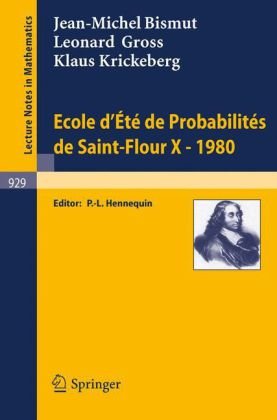 Jean-Michel Bismut
Leonard Gross
Klaus Krickeberg
Lecture Notes in Mathematics
929
Ecole d'Été de Probabilités
de Saint-Flour X - 1980
Editor: P.-L. Hennequin
Springer